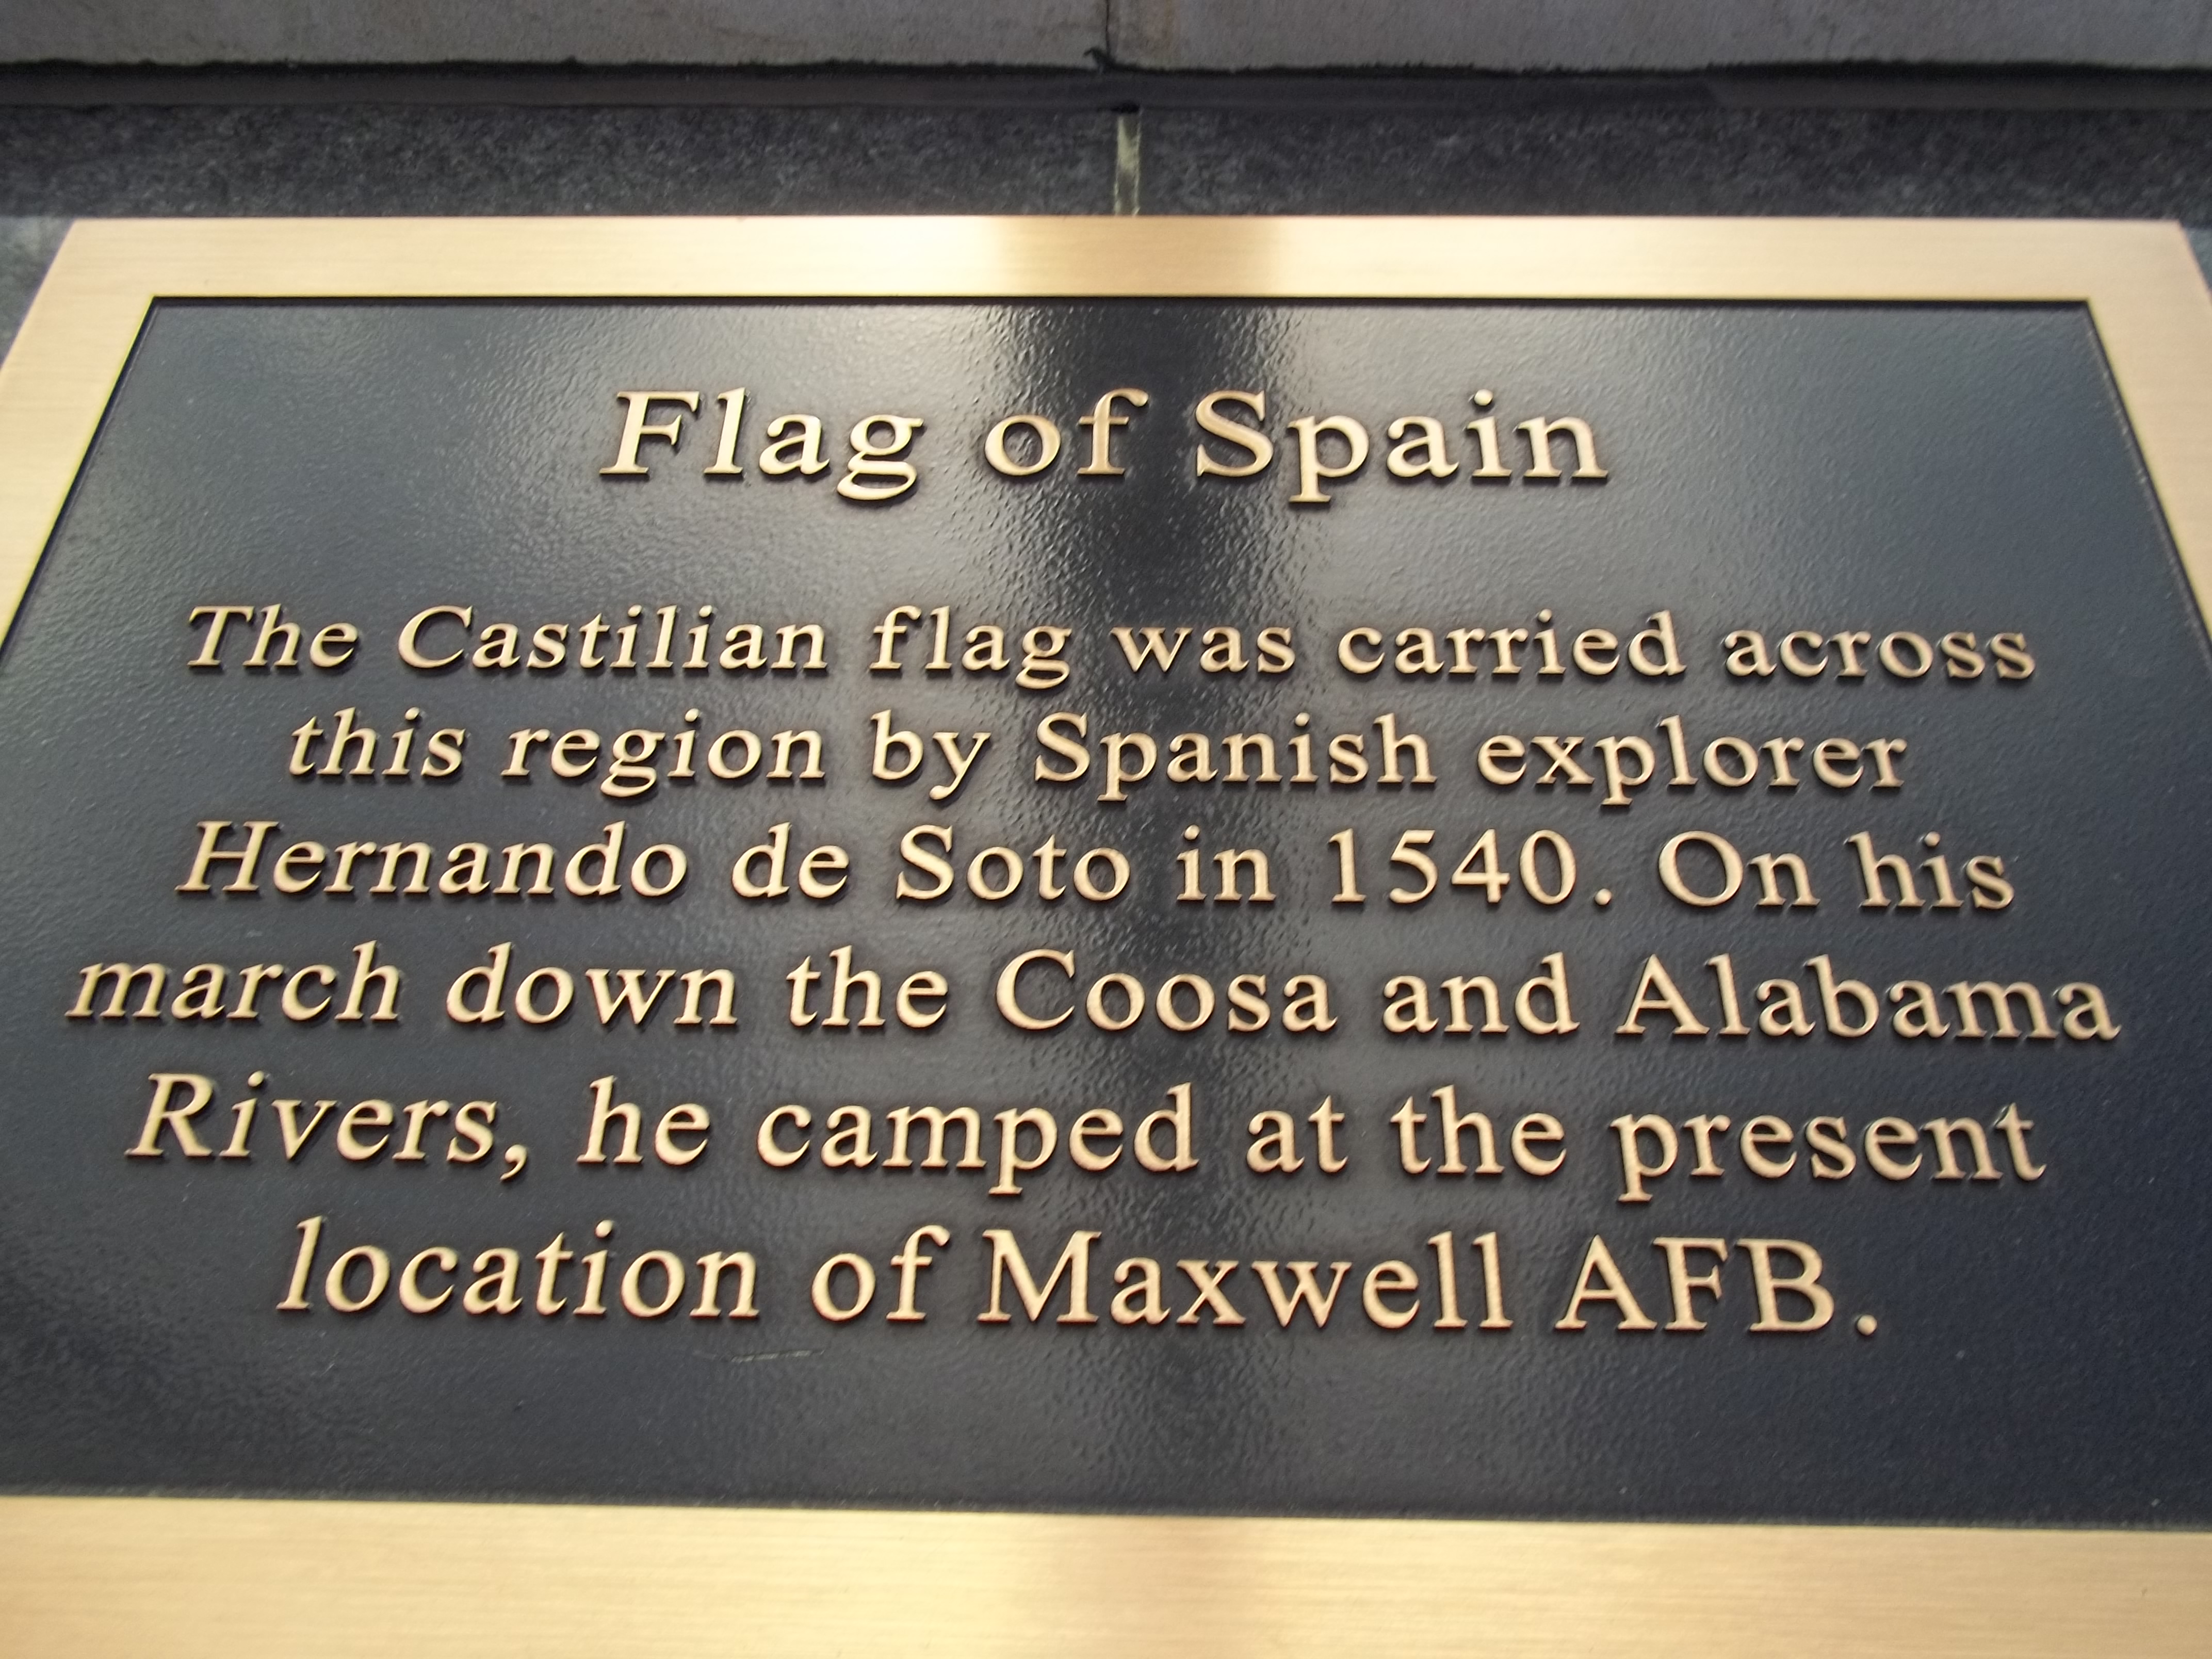 Flag of Spain
The Castilian flag was carried across
this region by Spanish explorer
Hernando de Soto in 1540. On his
march down the Coosa and Alabama
Rivers, he camped at the present
location of Maxwell AFB.